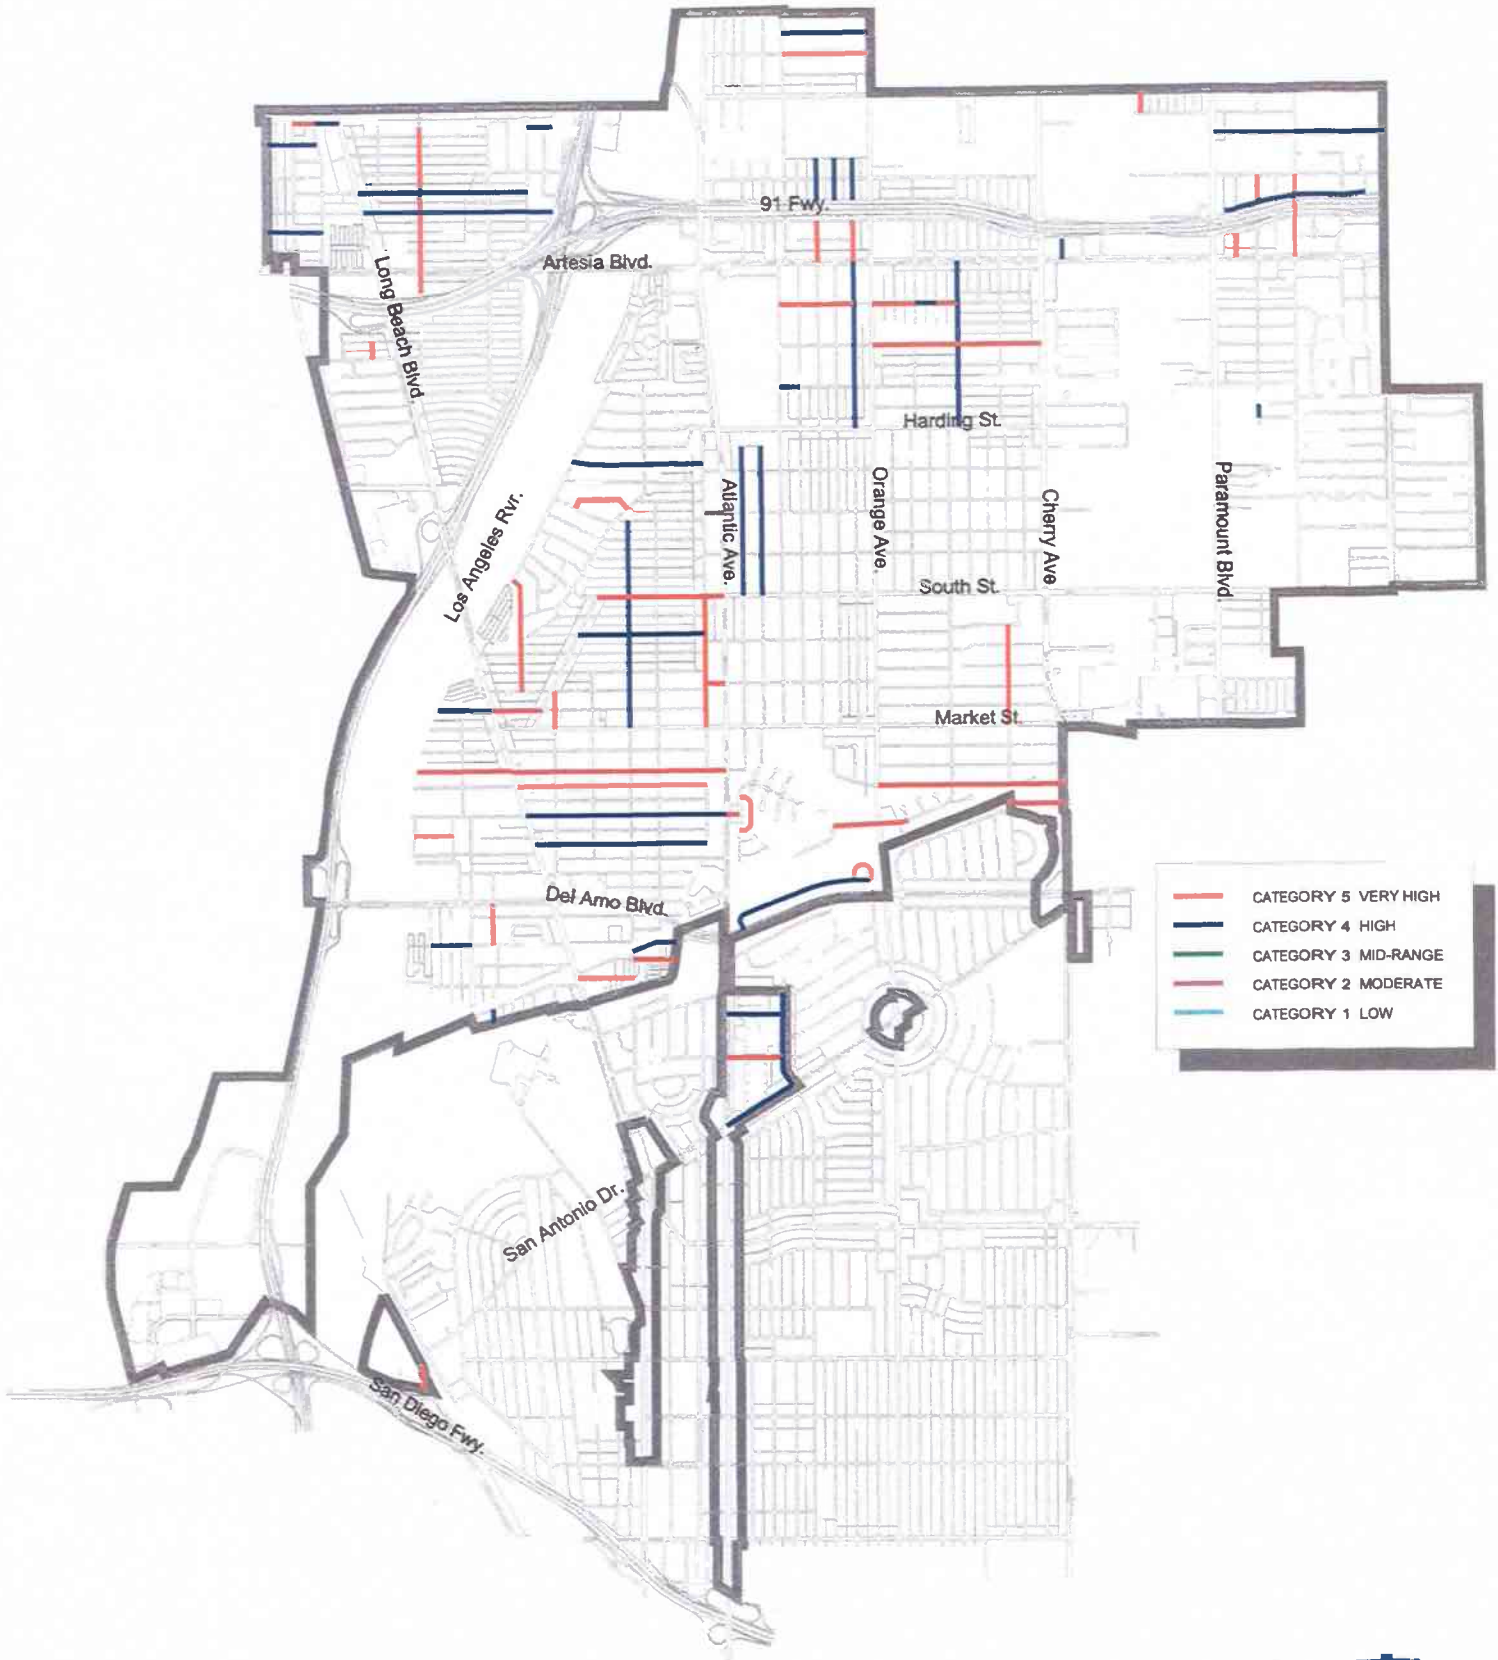 91 Fwy.
Artesia Blvd.
Long Beach Blvd.
Harding St.
Los Angeles Rvr.
Atlantic Ave.
Orange Ave.
Cherry Ave
Paramount Blvd.
South St.
Market St.
Del Amo Blvd.
CATEGORY 5 VERY HIGH
CATEGORY 4 HIGH
CATEGORY 3 MID-RANGE
CATEGORY 2 MODERATE
CATEGORY 1 LOW
San Antonio Dr.
San Diego Fwy.